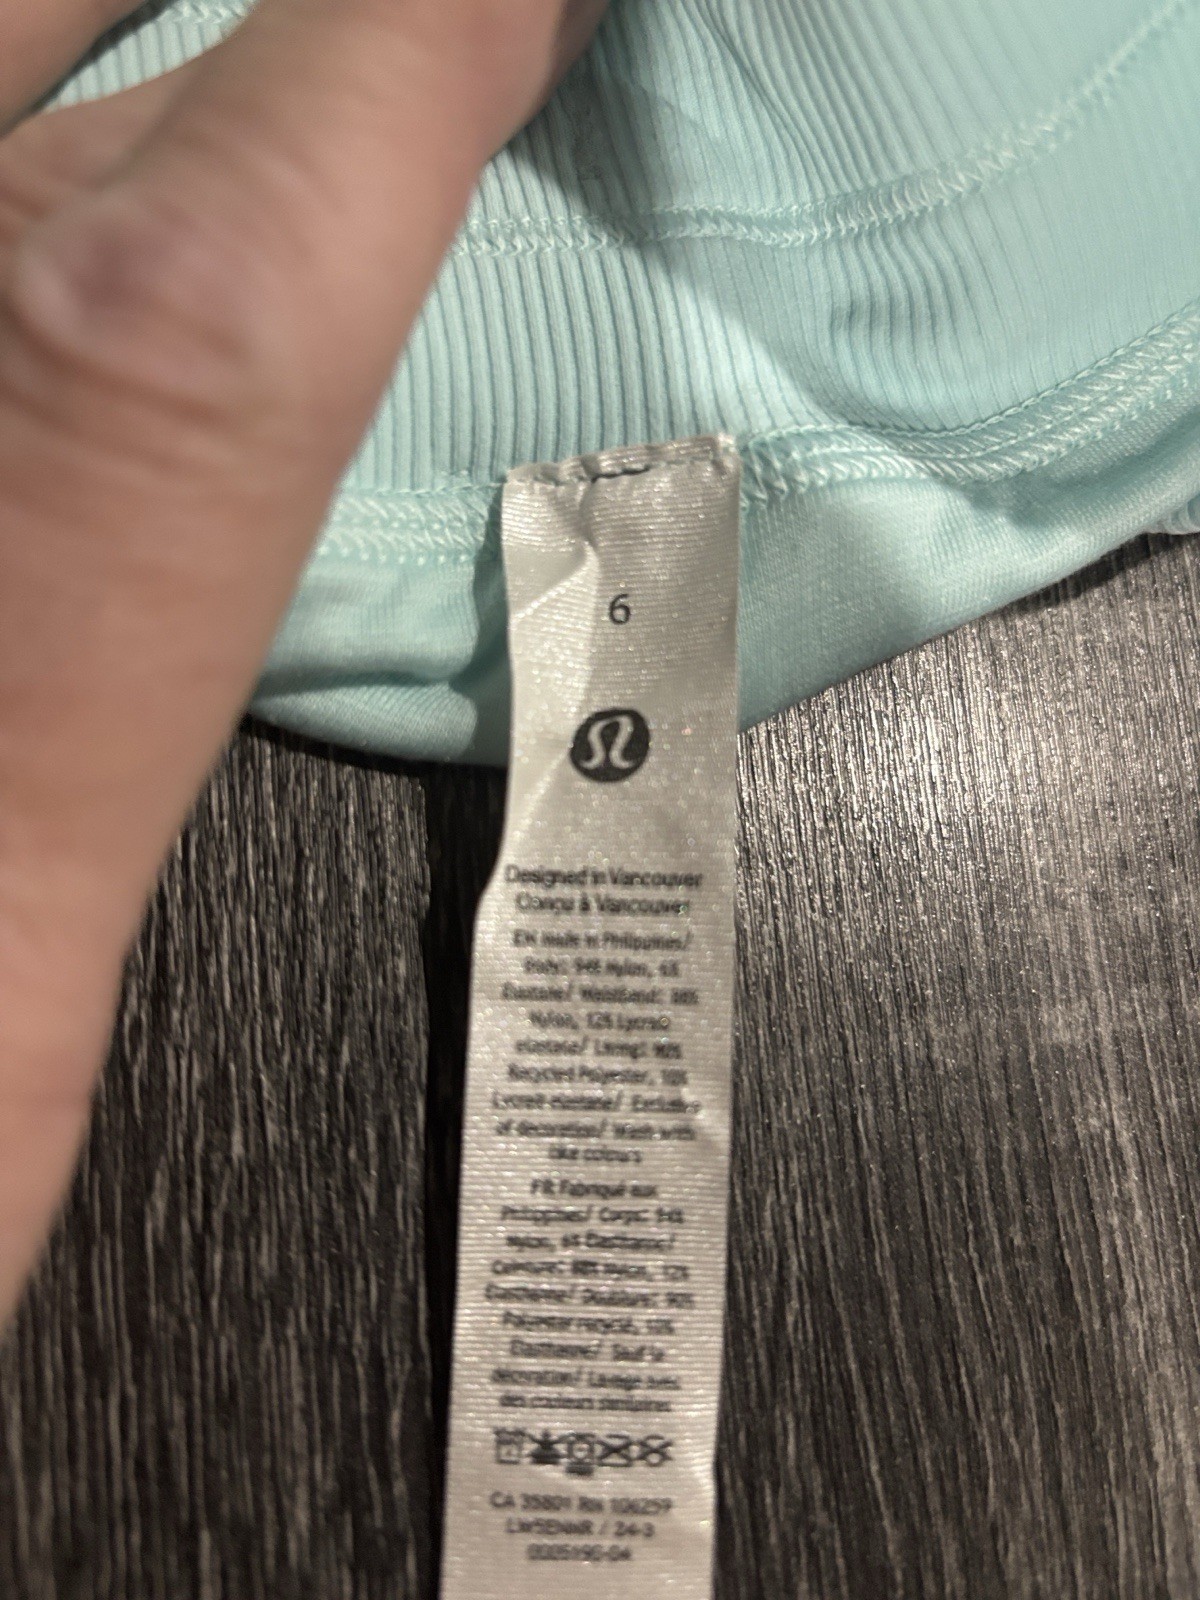 6
Designed in Vancouver
Conçu à Vancouver
EN made in Philippines/
Body: 94% Nylon, 6%
Elastane/ Waistband: 88%
Nylon, 12% Lycra®
elastane/ Lining: 90%
Recycled Polyester, 10%
Lycra® elastane/ Exclusive
of decoration/ Wash with
like colours
FR Fabriqué aux
Philippines/ Corps: 94%
nylon, 6% Élasthanne/
Ceinture: 88% nylon, 12%
Élasthanne/ Doublure: 90%
Polyester recyclé, 10%
Élasthanne/ Sauf la
décoration/ Lavage avec
des couleurs similaires
CA 35801 Rn 106259
/ 24-3